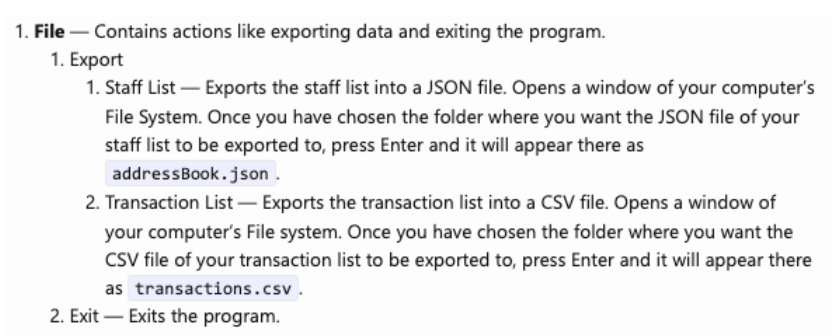 1. File — Contains actions like exporting data and exiting the program.
1. Export
1. Staff List — Exports the staff list into a JSON file. Opens a window of your computer's
File System. Once you have chosen the folder where you want the JSON file of your
staff list to be exported to, press Enter and it will appear there as
addressBook.json .
2. Transaction List — Exports the transaction list into a CSV file. Opens a window of
your computer's File system. Once you have chosen the folder where you want the
CSV file of your transaction list to be exported to, press Enter and it will appear there
as transactions.csv .
2. Exit — Exits the program.